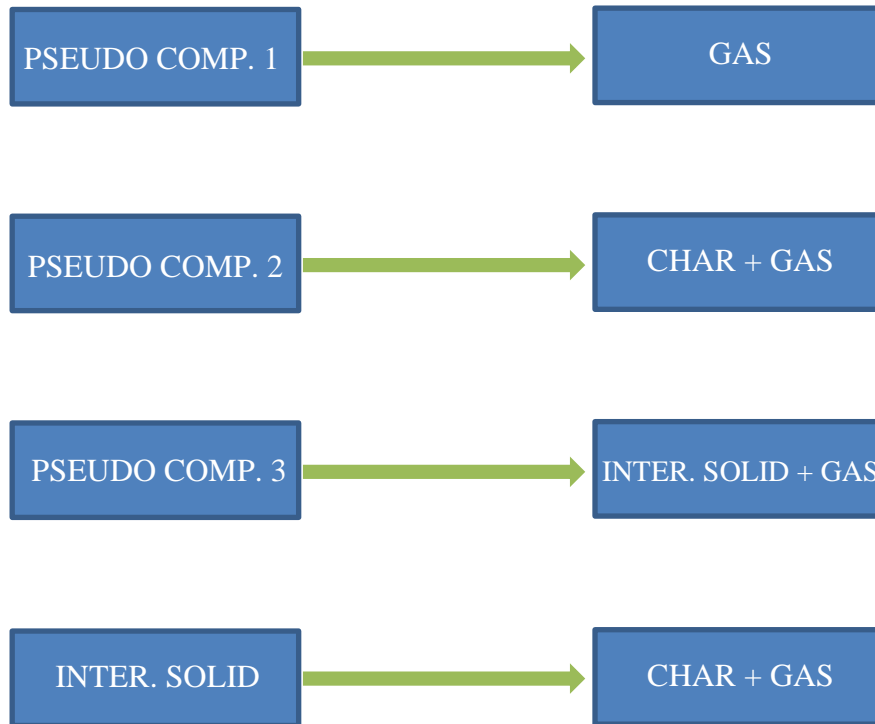 PSEUDO COMP. 1
GAS
PSEUDO COMP. 2
CHAR + GAS
PSEUDO COMP. 3
INTER. SOLID + GAS
INTER. SOLID
CHAR + GAS